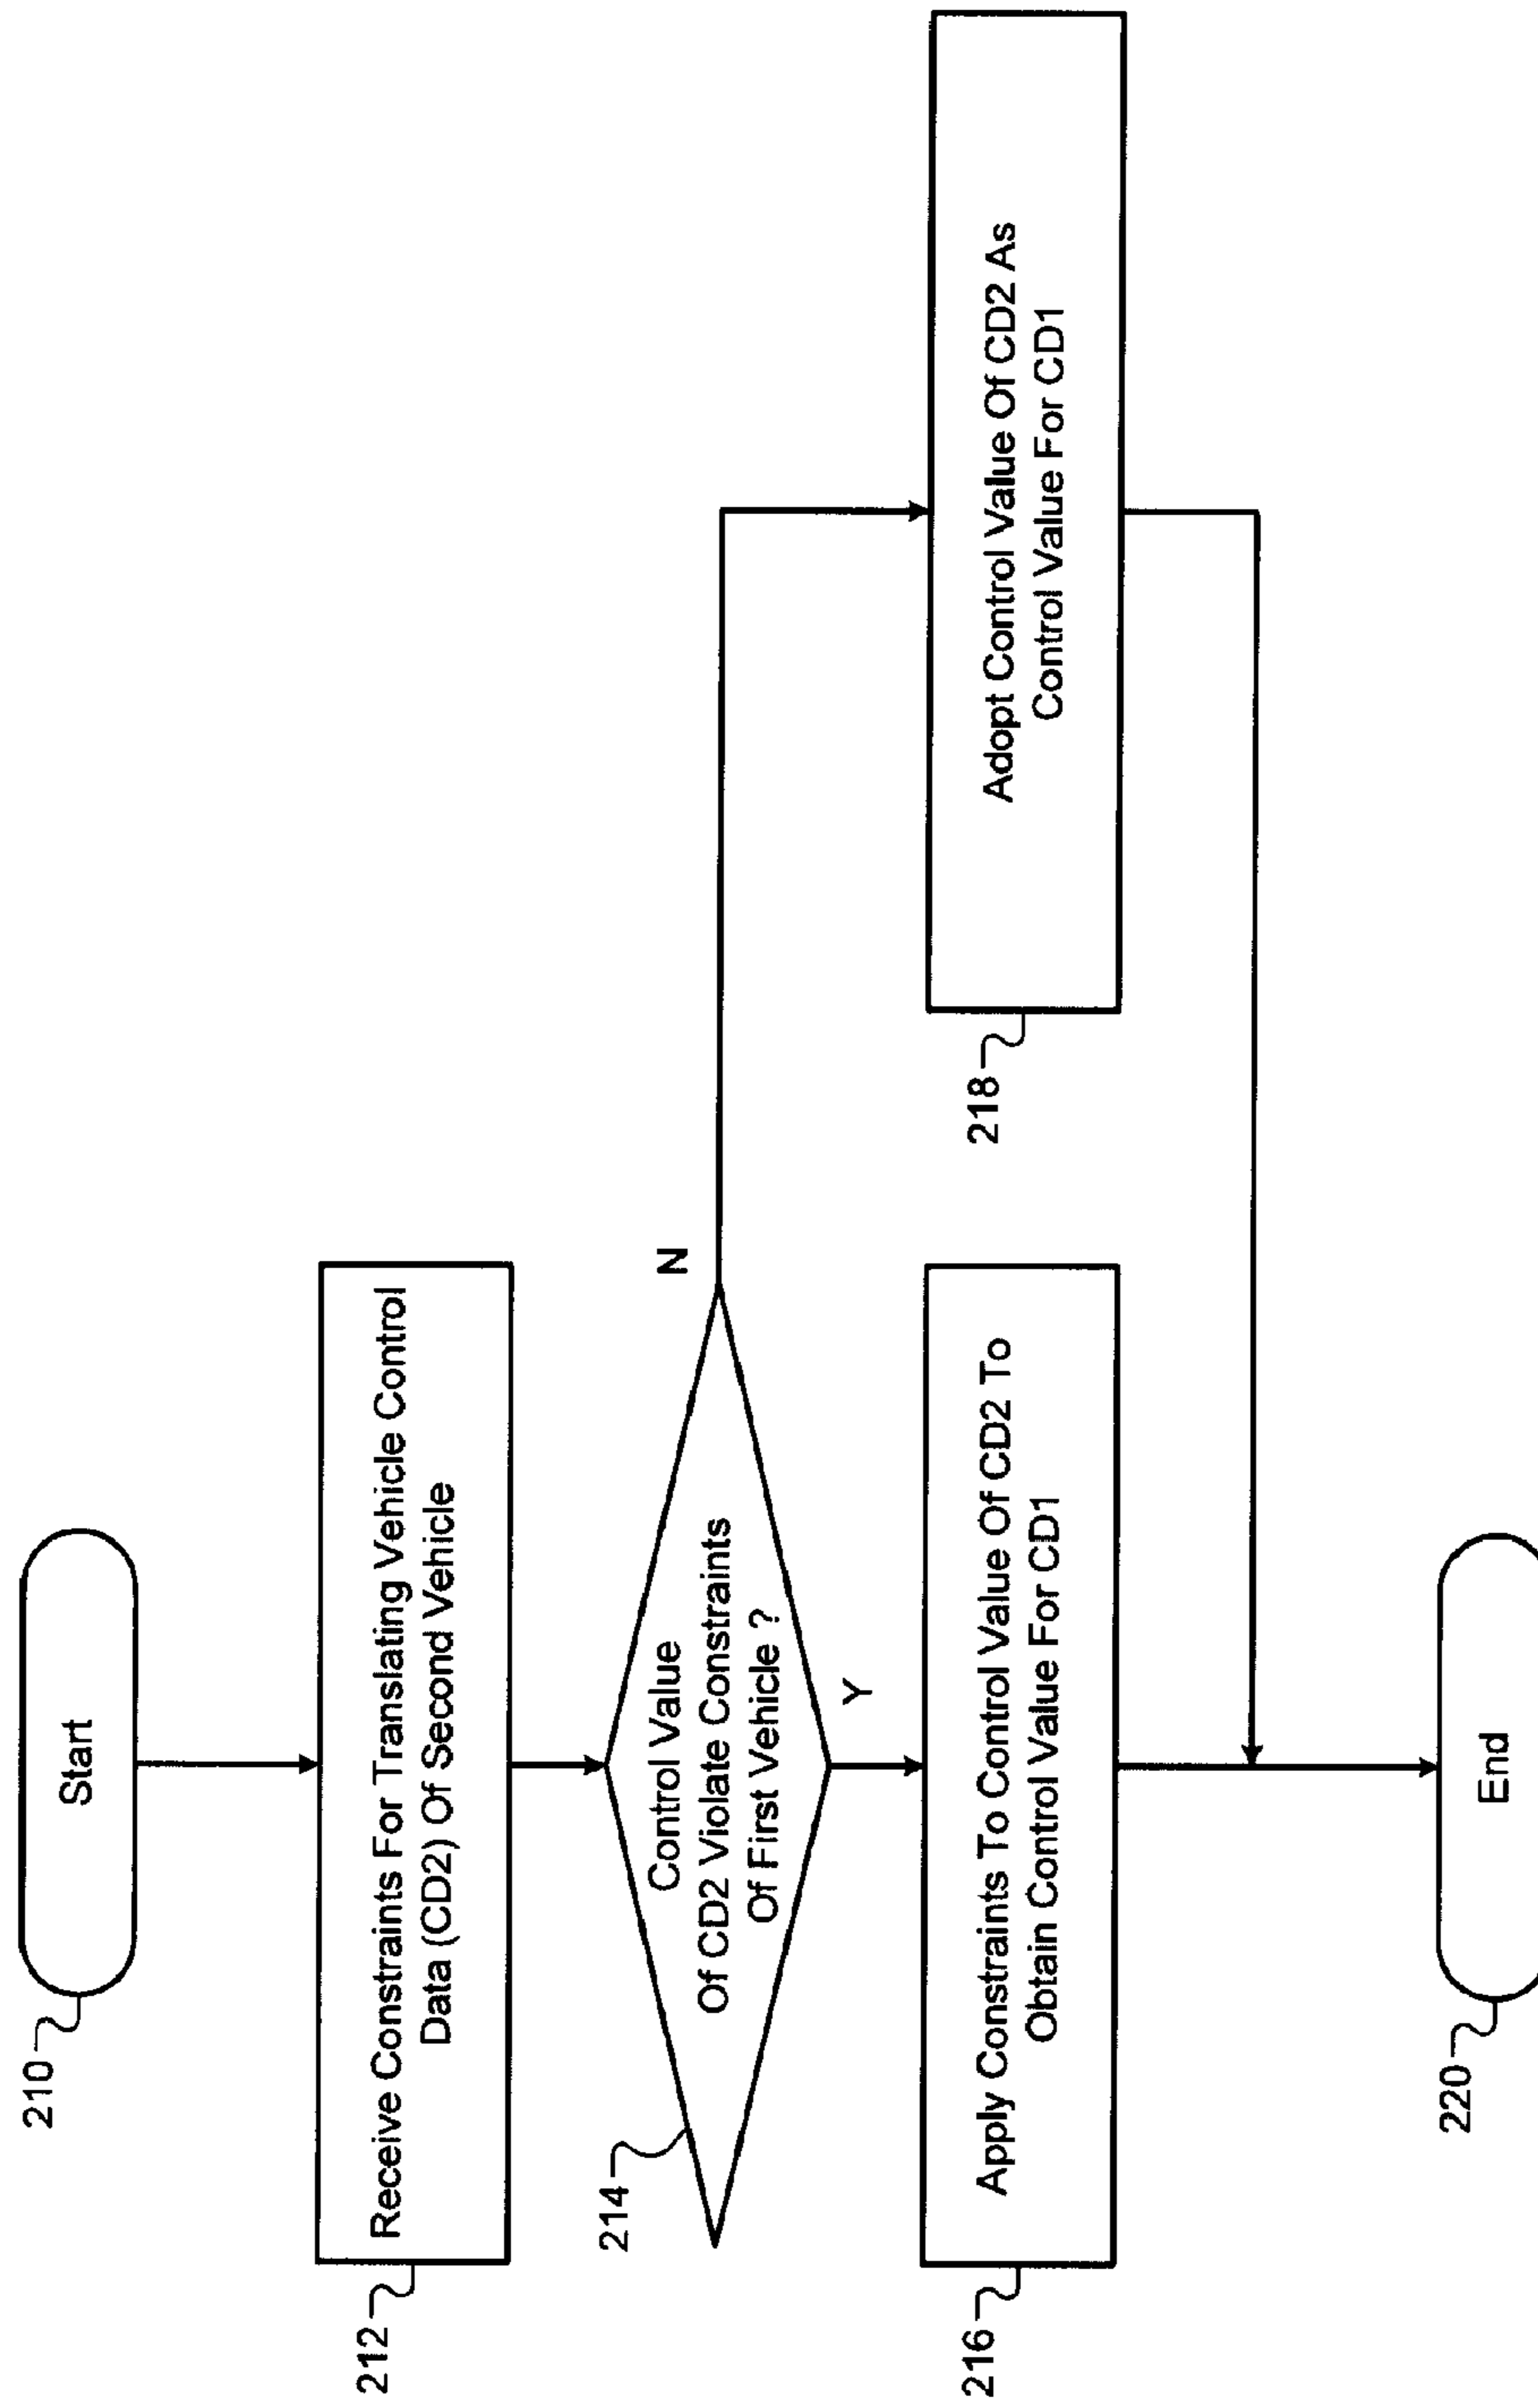 Start
210
Receive Constraints For Translating Vehicle Control
Data (CD2) Of Second Vehicle
212
Control Value
Of CD2 Violate Constraints
Of First Vehicle ?
214
N
Y
Apply Constraints To Control Value Of CD2 To
Obtain Control Value For CD1
216
Adopt Control Value Of CD2 As
Control Value For CD1
218
End
220